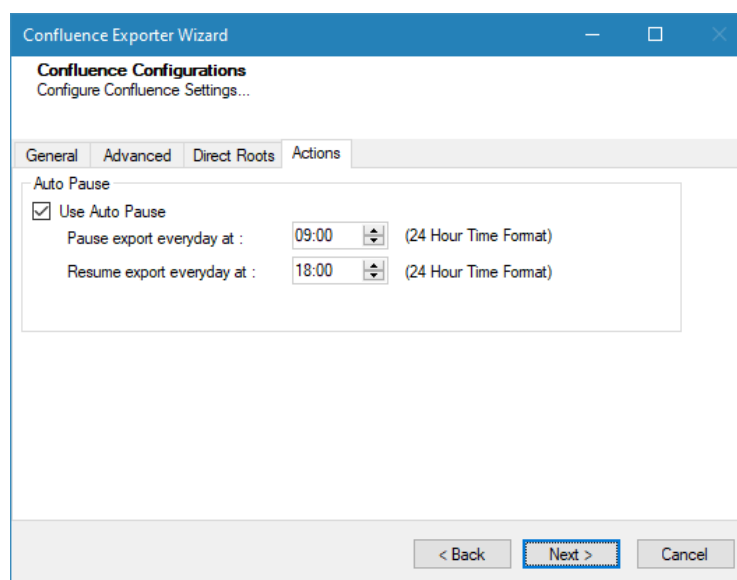 Confluence Exporter Wizard
Confluence Configurations
Configure Confluence Settings...
General Advanced Direct Roots Actions
Auto Pause
Use Auto Pause
Pause export everyday at : 09:00 (24 Hour Time Format)
Resume export everyday at : 18:00 (24 Hour Time Format)
< Back Next > Cancel